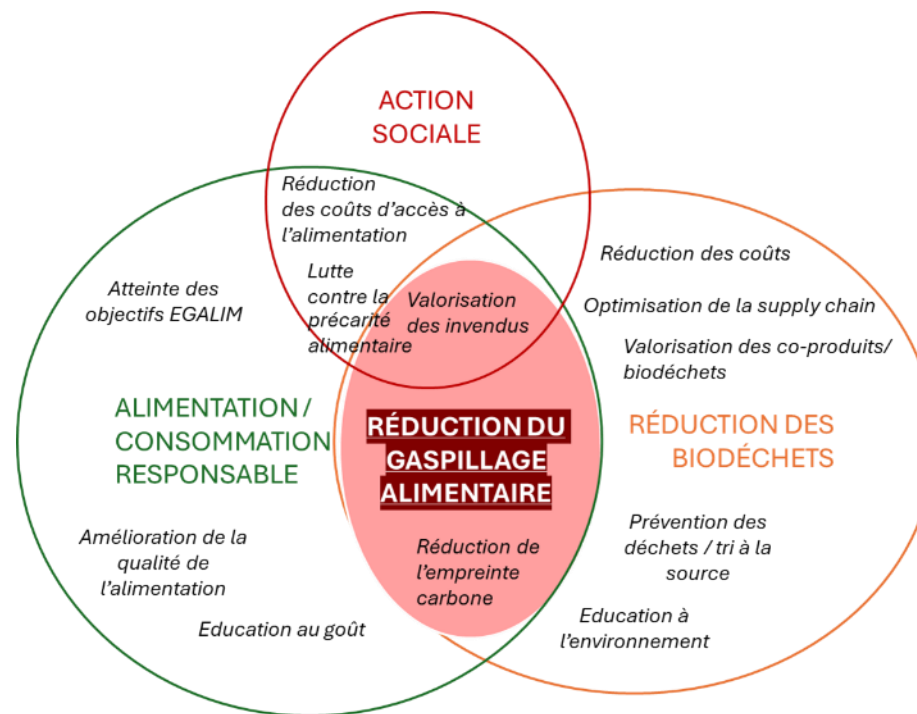 ACTION
SOCIALE
Réduction
des coûts d'accès à
l'alimentation
Lutte
contre la
précarité
alimentaire
Valorisation
des invendus
Atteinte des
objectifs EGALIM
Réduction des coûts
Optimisation de la supply chain
Valorisation des co-produits/
biodéchets
ALIMENTATION /
CONSOMMATION
RESPONSABLE
RÉDUCTION DU
GASPILLAGE
ALIMENTAIRE
RÉDUCTION DES
BIODÉCHETS
Amélioration de la
qualité de
l'alimentation
Education au goût
Réduction de
l'empreinte
carbone
Prévention des
déchets / tri à la
source
Education à
l'environnement